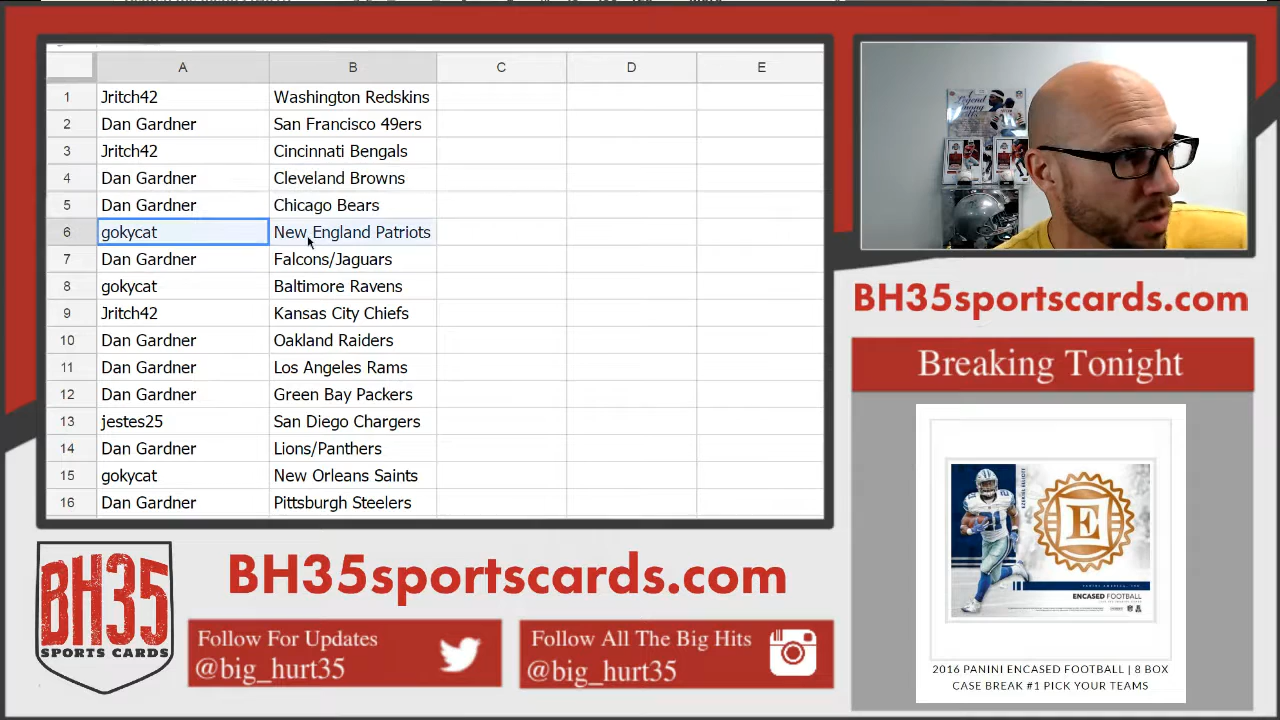 A B C D E
1 Jritch42 Washington Redskins
2 Dan Gardner San Francisco 49ers
3 Jritch42 Cincinnati Bengals
4 Dan Gardner Cleveland Browns
5 Dan Gardner Chicago Bears
6 gokycat New England Patriots
7 Dan Gardner Falcons/Jaguars
8 gokycat Baltimore Ravens
9 Jritch42 Kansas City Chiefs
10 Dan Gardner Oakland Raiders
11 Dan Gardner Los Angeles Rams
12 Dan Gardner Green Bay Packers
13 jestes25 San Diego Chargers
14 Dan Gardner Lions/Panthers
15 gokycat New Orleans Saints
16 Dan Gardner Pittsburgh Steelers
BH35sportscards.com
Breaking Tonight
21
E
ENCASED FOOTBALL
2016 PANINI ENCASED FOOTBALL | 8 BOX
CASE BREAK #1 PICK YOUR TEAMS
BH35
SPORTS CARDS
BH35sportscards.com
Follow For Updates
@big_hurt35
Follow All The Big Hits
@big_hurt35